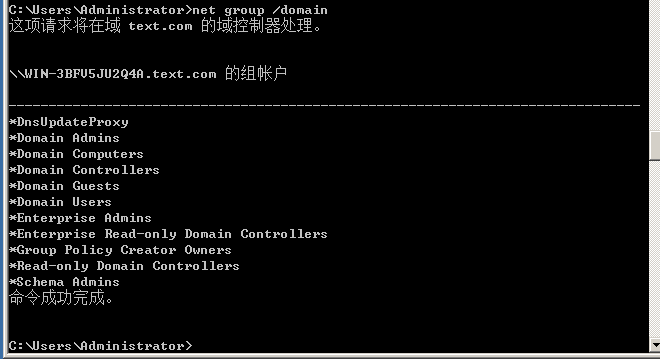 C:\Users\Administrator>net group /domain
这项请求将在域 text.com 的域控制器处理。
\\WIN-3BFV5JU2Q4A.text.com 的组帐户
-------------------------------------------------------------------------------
*DnsUpdateProxy
*Domain Admins
*Domain Computers
*Domain Controllers
*Domain Guests
*Domain Users
*Enterprise Admins
*Enterprise Read-only Domain Controllers
*Group Policy Creator Owners
*Read-only Domain Controllers
*Schema Admins
命令成功完成。
C:\Users\Administrator>